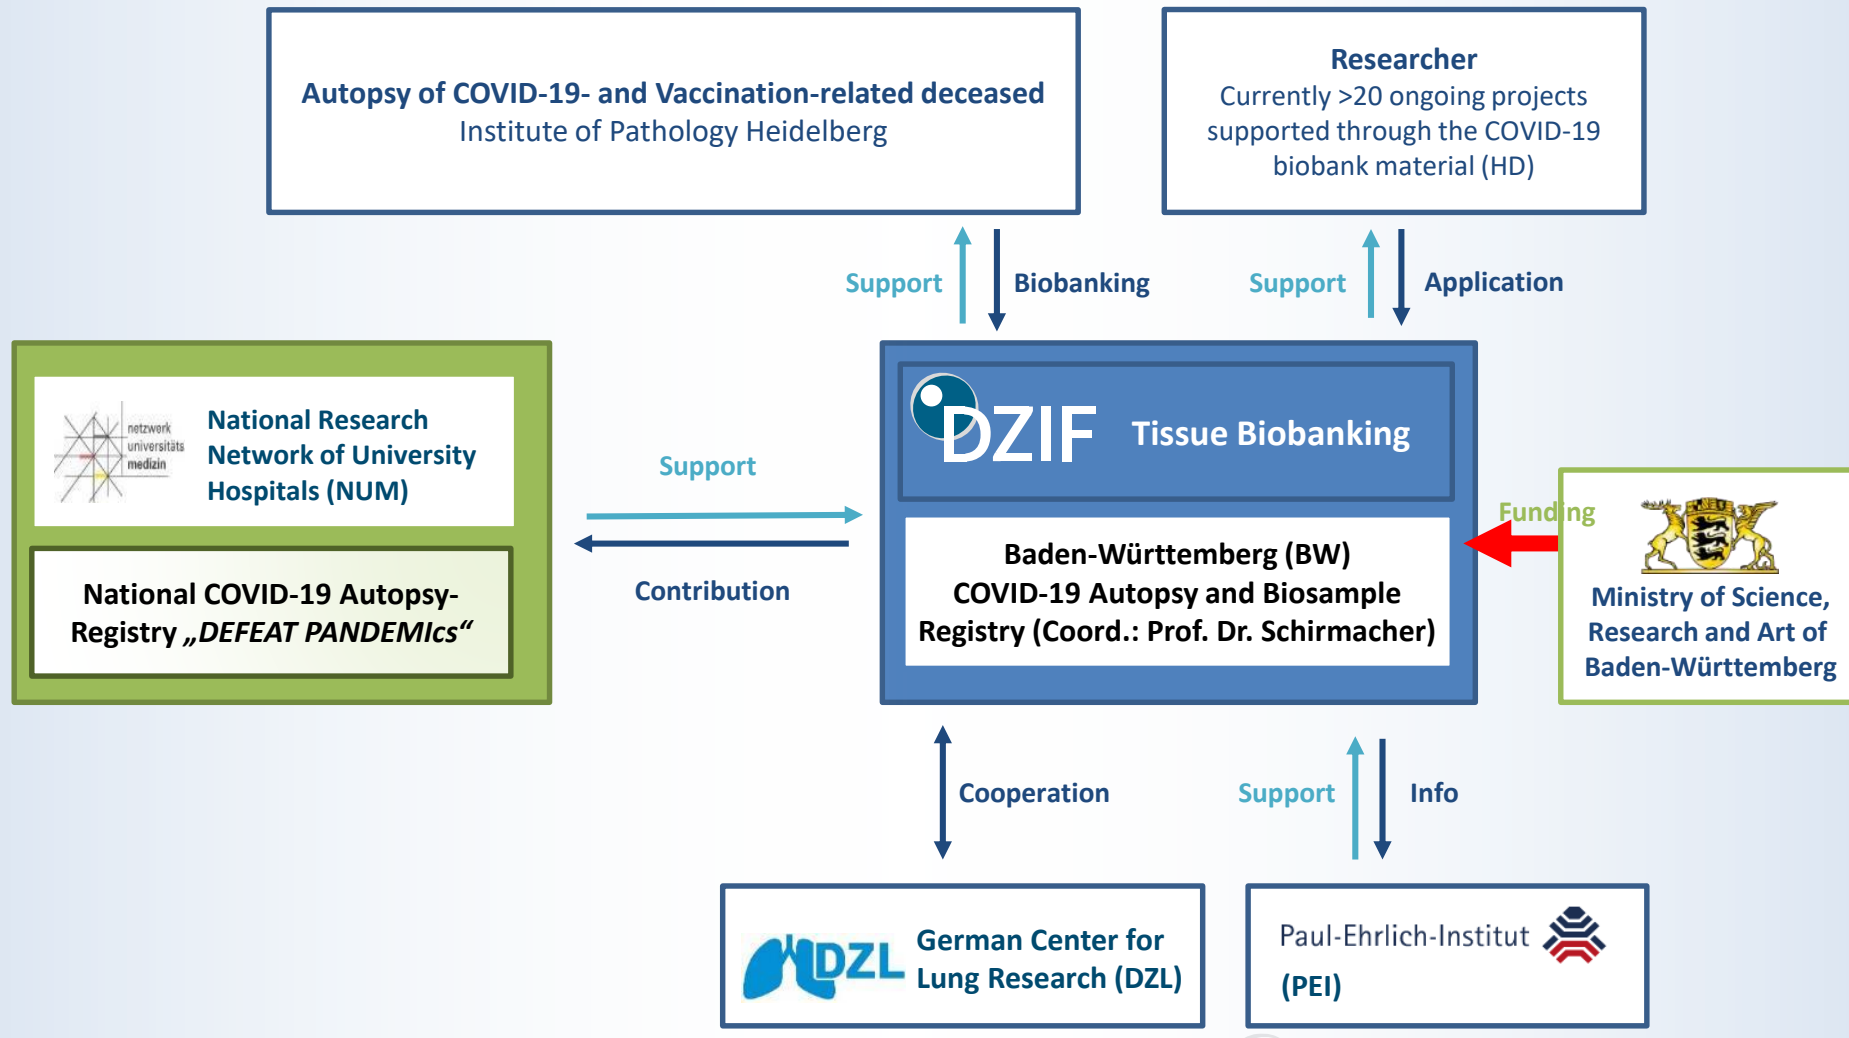 Autopsy of COVID-19- and Vaccination-related deceased
Institute of Pathology Heidelberg
Researcher
Currently >20 ongoing projects
supported through the COVID-19
biobank material (HD)
Support
Biobanking
Support
Application
netzwerk
universitäts
medizin
National Research
Network of University
Hospitals (NUM)
National COVID-19 Autopsy-
Registry „DEFEAT PANDEMIcs“
Support
Contribution
DZIF
Tissue Biobanking
Baden-Württemberg (BW)
COVID-19 Autopsy and Biosample
Registry (Coord.: Prof. Dr. Schirmacher)
Funding
Ministry of Science,
Research and Art of
Baden-Württemberg
Cooperation
Support
Info
DZL
German Center for
Lung Research (DZL)
Paul-Ehrlich-Institut
(PEI)